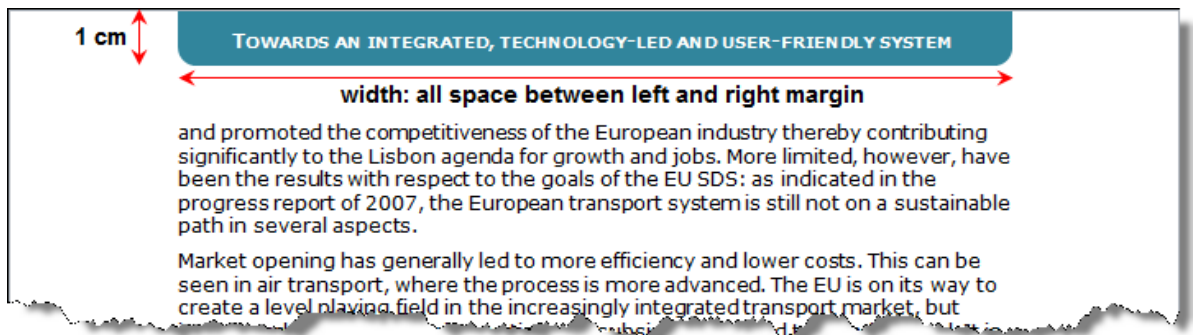 1 cm
TOWARDS AN INTEGRATED, TECHNOLOGY-LED AND USER-FRIENDLY SYSTEM
width: all space between left and right margin
and promoted the competitiveness of the European industry thereby contributing
significantly to the Lisbon agenda for growth and jobs. More limited, however, have
been the results with respect to the goals of the EU SDS: as indicated in the
progress report of 2007, the European transport system is still not on a sustainable
path in several aspects.
Market opening has generally led to more efficiency and lower costs. This can be
seen in air transport, where the process is more advanced. The EU is on its way to
create a level playing field in the increasingly integrated transport market, but